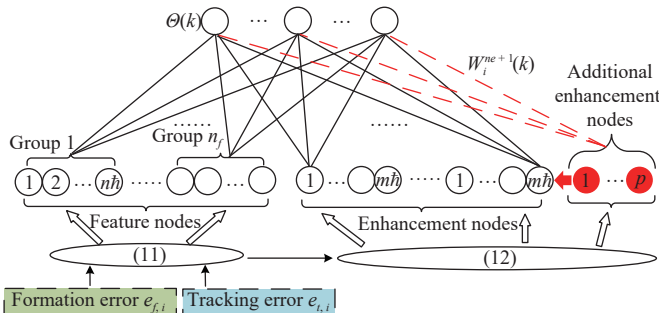 Θ(k) ... ...
W_i^{ne+1}(k)
Additional
enhancement
nodes
...... ......
Group 1
Group n_f
1 2 ... nħ ...... ... 1 ... mħ ...... 1 ... mħ 1 ... p
Feature nodes
Enhancement nodes
(11)
(12)
Formation error e_{f,i}
Tracking error e_{t,i}